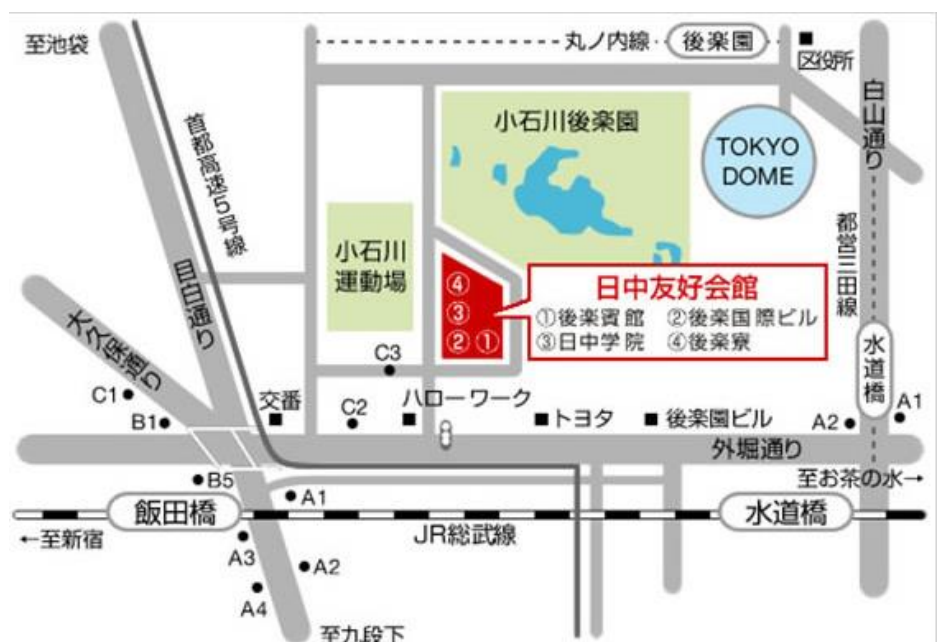 至池袋
丸ノ内線
後楽園
区役所
白山通り
首都高速5号線
小石川後楽園
TOKYO
DOME
都営三田線
小石川
運動場
目白通り
大久保通り
日中友好会館
①後楽賓館 ②後楽国際ビル
③日中学院 ④後楽寮
④
③
② ①
水道橋
C3
C1
B1
交番
C2
ハローワーク
トヨタ
後楽園ビル
A2
A1
外堀通り
至お茶の水→
B5
A1
飯田橋
水道橋
←至新宿
JR総武線
A3
A2
A4
至九段下